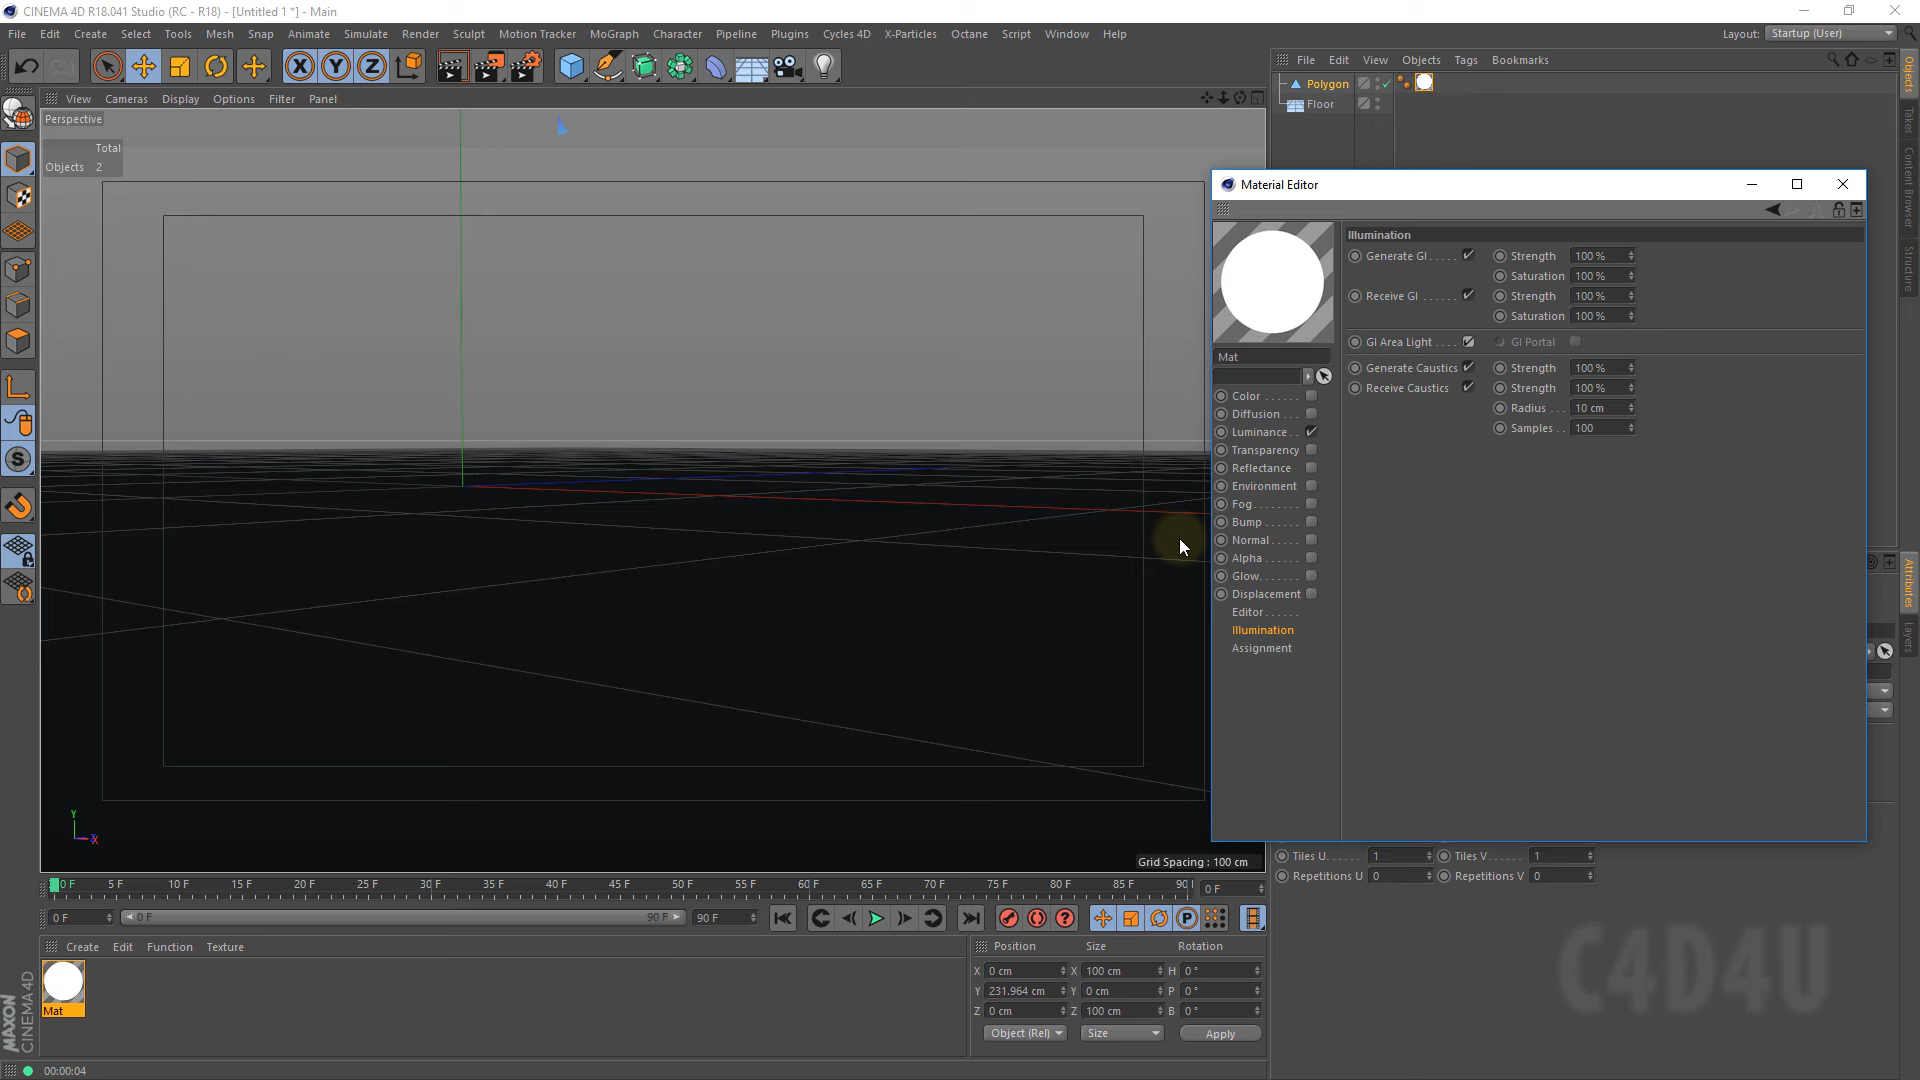 CINEMA 4D R18.041 Studio (RC - R18) - [Untitled 1 *] - Main
File Edit Create Select Tools Mesh Snap Animate Simulate Render Sculpt Motion Tracker MoGraph Character Pipeline Plugins Cycles 4D X-Particles Octane Script Window Help Layout: Startup (User)
X Y Z
File Edit View Objects Tags Bookmarks
View Cameras Display Options Filter Panel
Polygon
Floor
Perspective
Total
Objects 2
Objects
Takes
Content Browser
Structure
Attributes
Layers
Material Editor
Mat
Color . . . . . .
Diffusion . . .
Luminance . .
Transparency
Reflectance
Environment
Fog. . . . . . .
Bump . . . . . .
Normal . . . . .
Alpha . . . . . .
Glow. . . . . . .
Displacement
Editor . . . . . .
Illumination
Assignment
Illumination
Generate GI . . . . . Strength 100 %
Saturation 100 %
Receive GI . . . . . . Strength 100 %
Saturation 100 %
GI Area Light . . . . GI Portal
Generate Caustics Strength 100 %
Receive Caustics Strength 100 %
Radius . . . 10 cm
Samples . . 100
Y
X
Grid Spacing : 100 cm
Tiles U. . . . . . 1 Tiles V. . . . . . 1
Repetitions U 0 Repetitions V 0
0 F 5 F 10 F 15 F 20 F 25 F 30 F 35 F 40 F 45 F 50 F 55 F 60 F 65 F 70 F 75 F 80 F 85 F 90 0 F
0 F 0 F 90 F 90 F
P
Create Edit Function Texture
Mat
Position Size Rotation
X 0 cm X 100 cm H 0 °
Y 231.964 cm Y 0 cm P 0 °
Z 0 cm Z 100 cm B 0 °
Object (Rel) Size Apply
MAXON
CINEMA 4D
00:00:04
C4D4U